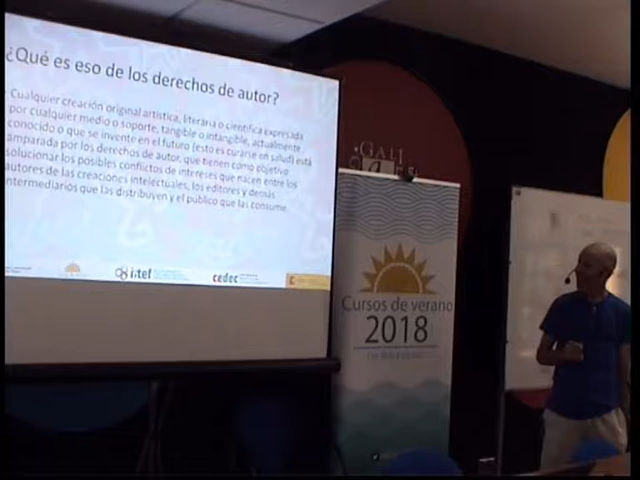 ¿Qué es eso de los derechos de autor?
Cualquier creación original artística, literaria o científica expresada
por cualquier medio o soporte, tangible o intangible, actualmente
conocido o que se invente en el futuro (esto es curarse en salud) está
amparada por los derechos de autor, que tienen como objetivo
solucionar los posibles conflictos de intereses que nacen entre los
autores de las creaciones intelectuales, los editores y demás
intermediarios que las distribuyen y el público que las consume
intef
cedec
GALI
Cursos de verano
2018